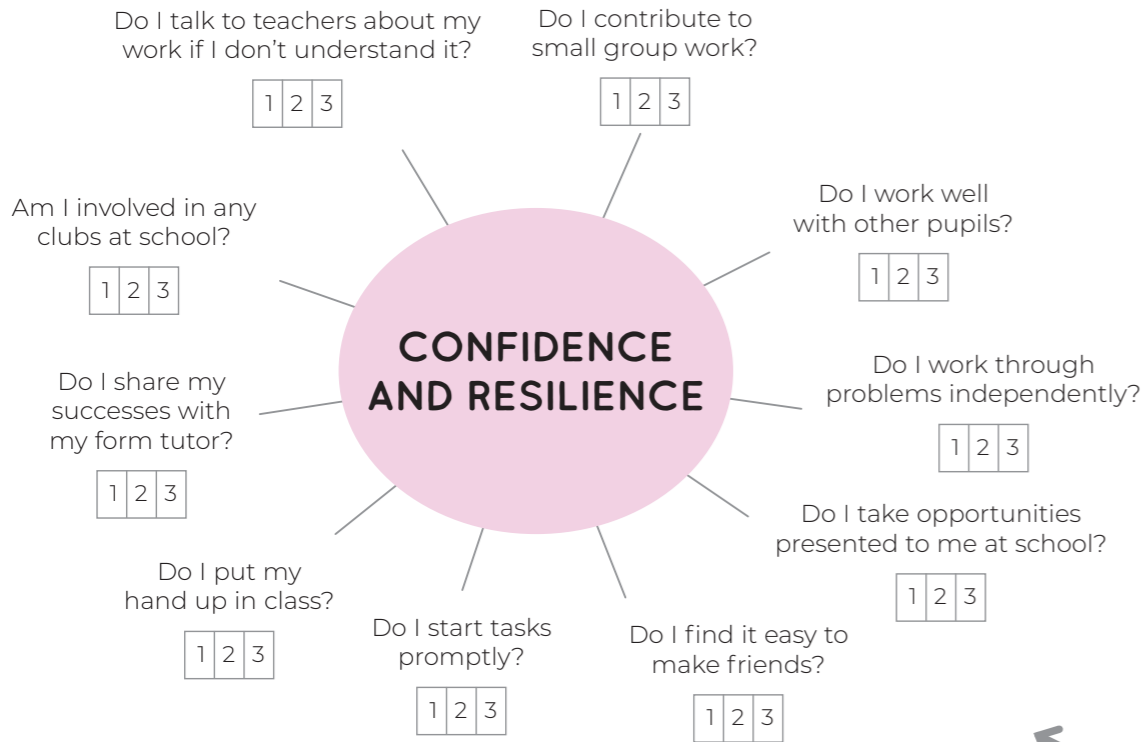 Do I talk to teachers about my
work if I don't understand it?
1 2 3
Do I contribute to
small group work?
1 2 3
Am I involved in any
clubs at school?
1 2 3
Do I work well
with other pupils?
1 2 3
CONFIDENCE
AND RESILIENCE
Do I share my
successes with
my form tutor?
1 2 3
Do I work through
problems independently?
1 2 3
Do I put my
hand up in class?
1 2 3
Do I start tasks
promptly?
1 2 3
Do I find it easy to
make friends?
1 2 3
Do I take opportunities
presented to me at school?
1 2 3